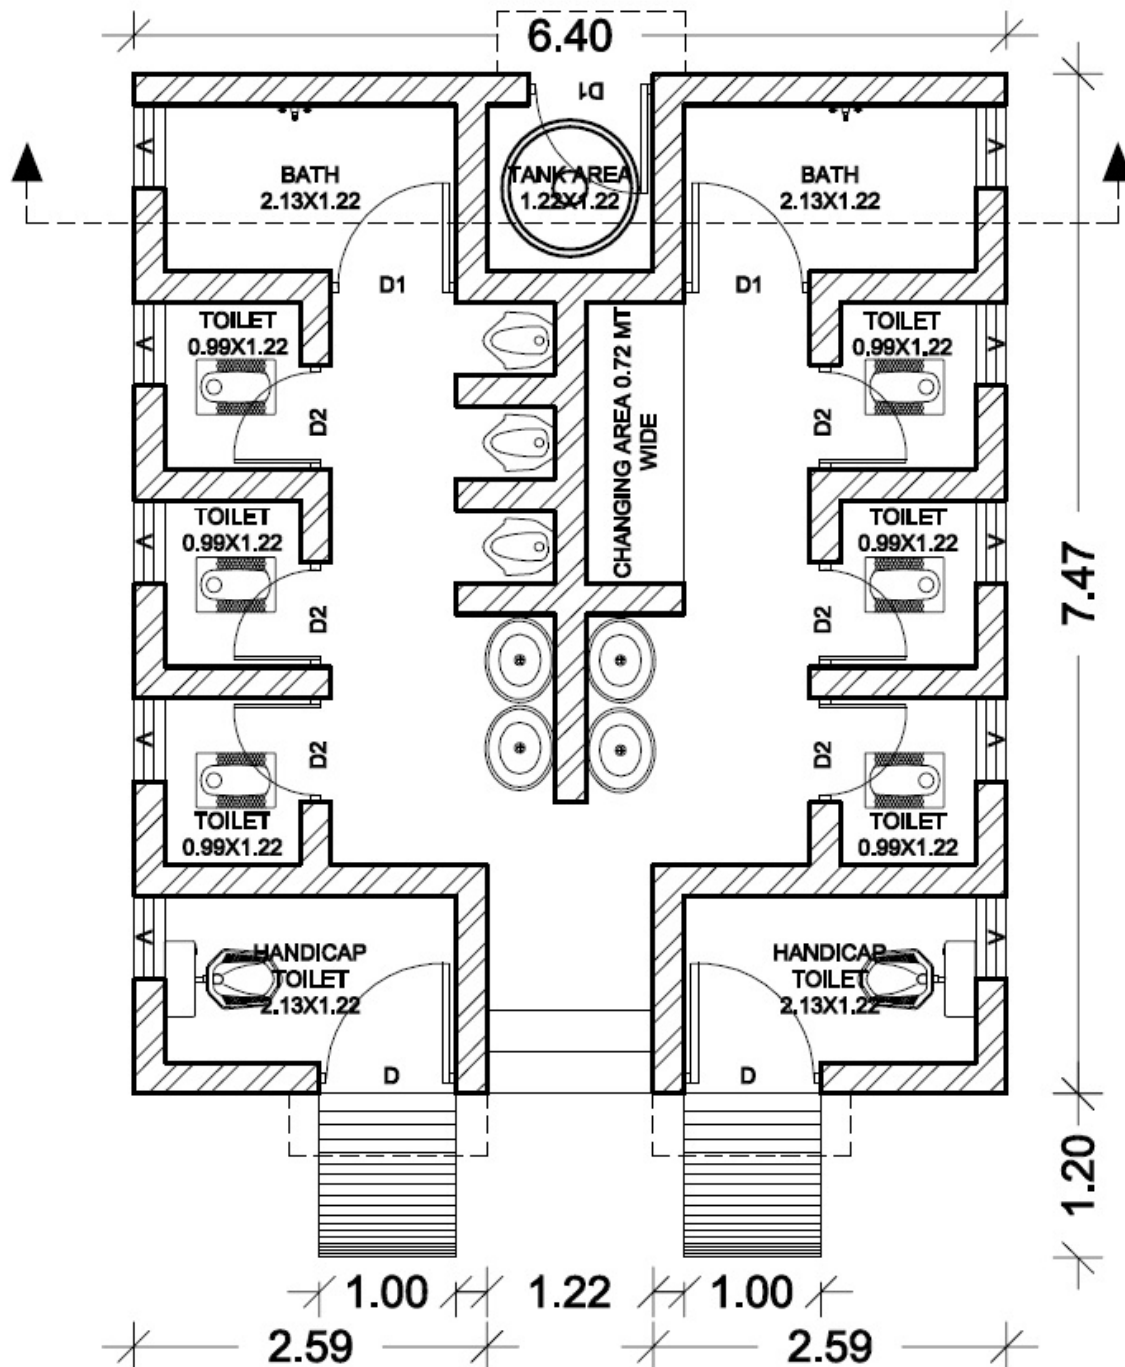 6.40
D1
BATH
2.13X1.22
TANK AREA
1.22X1.22
BATH
2.13X1.22
D1
D1
TOILET
0.99X1.22
TOILET
0.99X1.22
CHANGING AREA 0.72 MT
WIDE
D2
D2
TOILET
0.99X1.22
TOILET
0.99X1.22
7.47
D2
D2
D2
D2
TOILET
0.99X1.22
TOILET
0.99X1.22
V
V
V
V
V
V
V
V
V
V
HANDICAP
TOILET
2.13X1.22
HANDICAP
TOILET
2.13X1.22
D
D
1.20
1.00
1.22
1.00
2.59
2.59